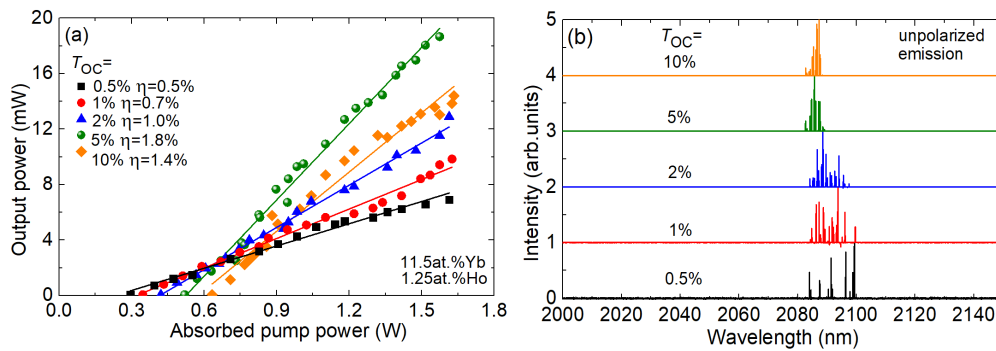 (a)
T_OC=
0.5% η=0.5%
1% η=0.7%
2% η=1.0%
5% η=1.8%
10% η=1.4%
11.5at.%Yb
1.25at.%Ho
20
16
12
8
4
0
0.0
0.3
0.6
0.9
1.2
1.5
1.8
Output power (mW)
Absorbed pump power (W)
(b)
T_OC=
unpolarized
emission
10%
5%
2%
1%
0.5%
5
4
3
2
1
0
2000
2020
2040
2060
2080
2100
2120
2140
Intensity (arb.units)
Wavelength (nm)